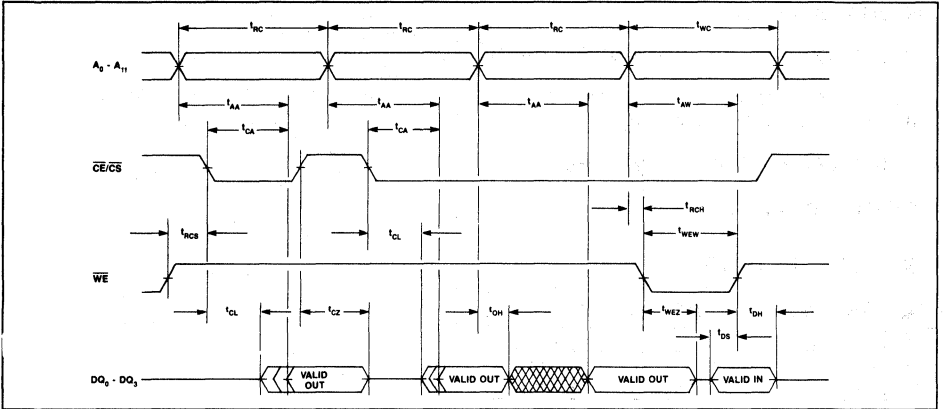 tRC tRC tRC tWC
A0 - A11
tAA tAA tAA tAW
tCA tCA
CE/CS
tRCH
tRCS tCL tWEW
WE
tCL tCZ tOH tWEZ tDH
tDS
DQ0 - DQ3 VALID OUT VALID OUT VALID OUT VALID IN